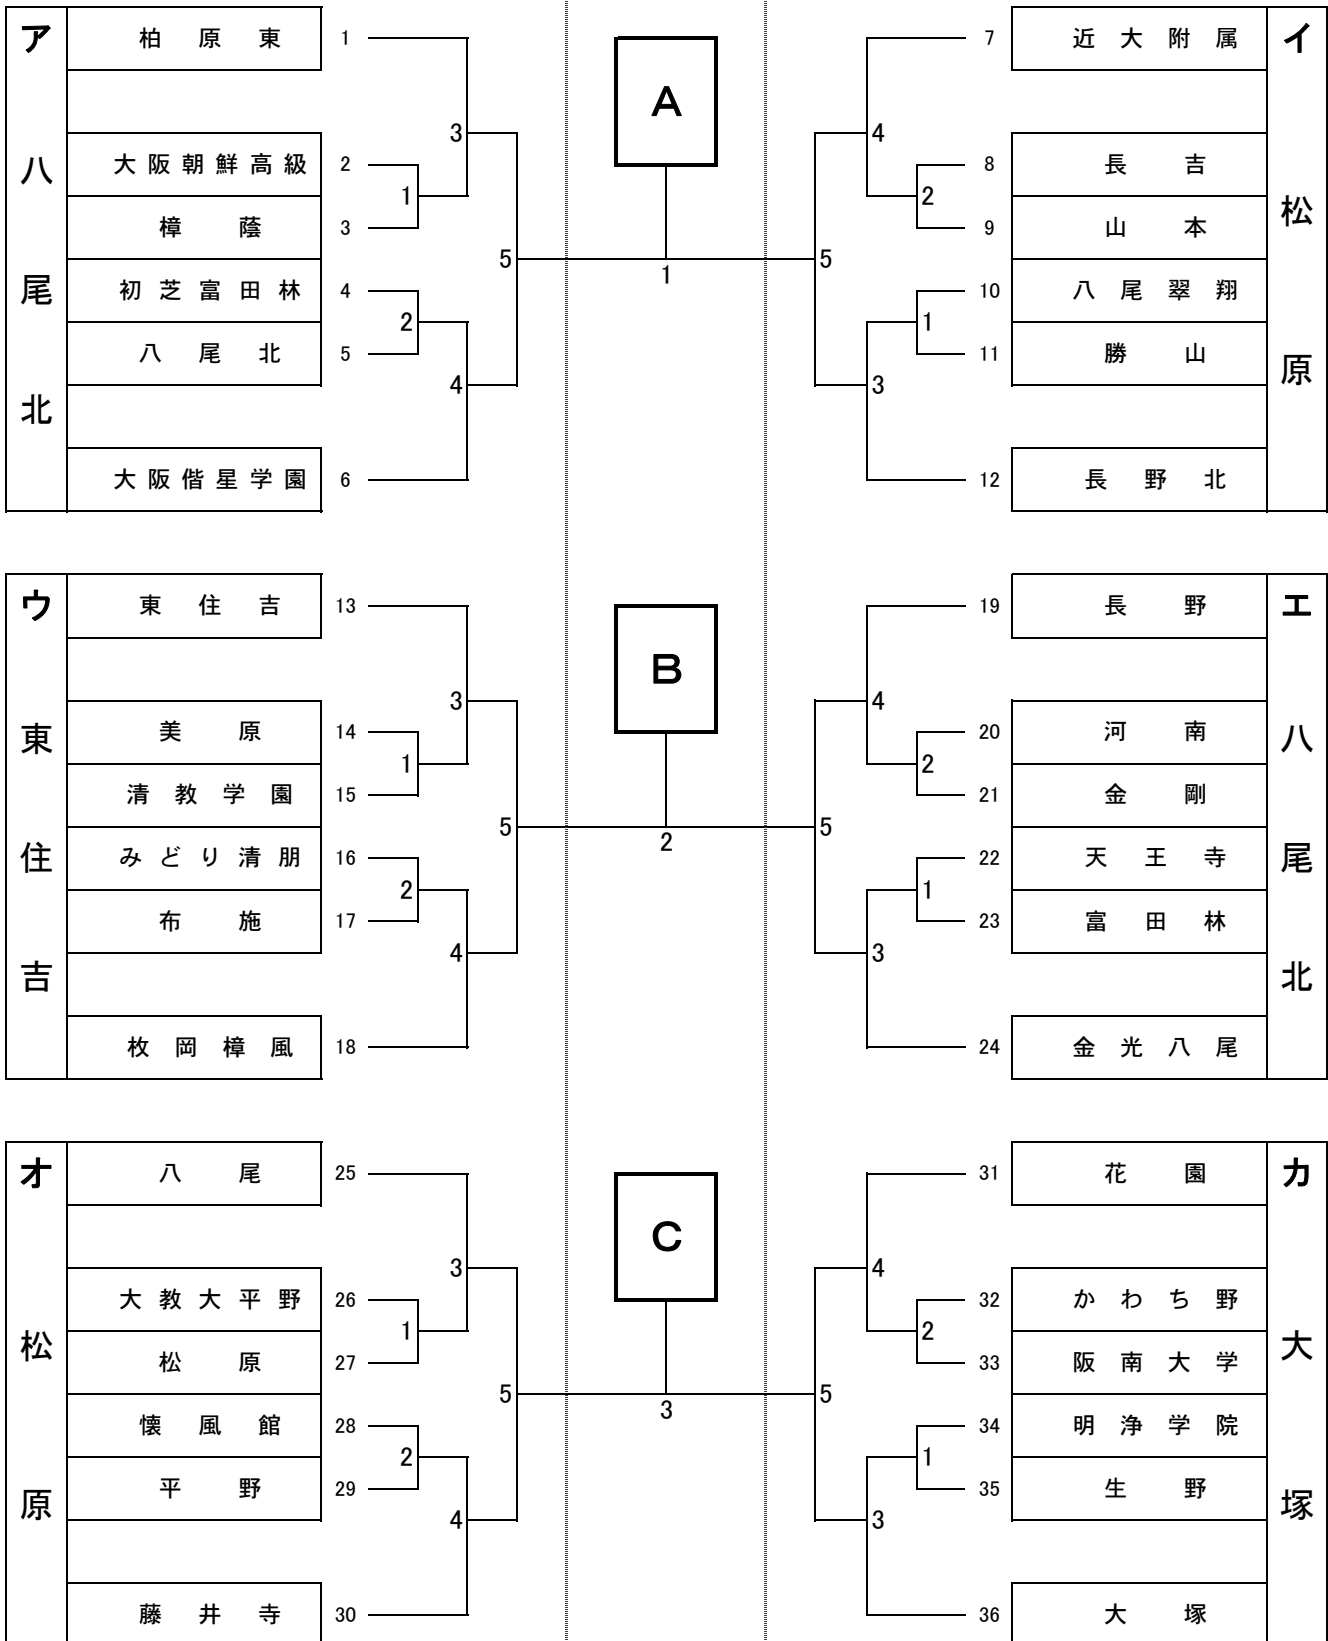 ア 八尾北
柏原東 1
大阪朝鮮高級 2
樟蔭 3
初芝富田林 4
八尾北 5
大阪偕星学園 6
3
1
2
4
5
A
1
イ 松原
7 近大附属
8 長吉
9 山本
10 八尾翠翔
11 勝山
12 長野北
4
2
5
1
3
ウ 東住吉
東住吉 13
美原 14
清教学園 15
みどり清朋 16
布施 17
枚岡樟風 18
3
1
5
2
4
B
2
エ 八尾北
19 長野
20 河南
21 金剛
22 天王寺
23 富田林
24 金光八尾
4
2
5
1
3
オ 松原
八尾 25
大教大平野 26
松原 27
懐風館 28
平野 29
藤井寺 30
3
1
5
2
4
C
3
カ 大塚
31 花園
32 かわち野
33 阪南大学
34 明浄学院
35 生野
36 大塚
4
2
5
1
3